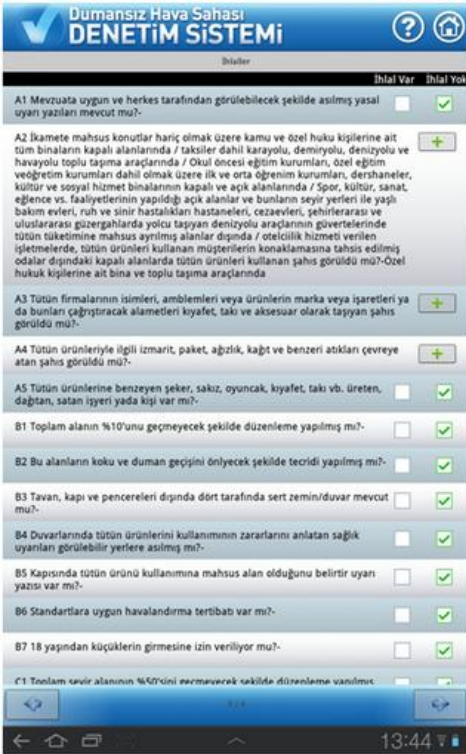 Dumansız Hava Sahası
DENETİM SİSTEMİ
İhlaller
İhlal Var İhlal Yok
A1 Mevzuata uygun ve herkes tarafından görülebilecek şekilde asılmış yasal
uyarı yazıları mevcut mu?-
A2 İkamete mahsus konutlar hariç olmak üzere kamu ve özel huku kişilerine ait
tüm binaların kapalı alanlarında / taksiler dahil karayolu, demiryolu, denizyolu ve
havayolu toplu taşıma araçlarında / Okul öncesi eğitim kurumları, özel eğitim
veöğretim kurumları dahil olmak üzere ilk ve orta öğrenim kurumları, dershaneler,
kültür ve sosyal hizmet binalarının kapalı ve açık alanlarında / Spor, kültür, sanat,
eğlence vs. faaliyetlerinin yapıldığı açık alanlar ve bunların seyir yerleri ile yaşlı
bakım evleri, ruh ve sinir hastalıkları hastaneleri, cezaevleri, şehirlerarası ve
uluslararası güzergahlarda yolcu taşıyan denizyolu araçlarının güvertelerinde
tütün tüketimine mahsus ayrılmış alanlar dışında / otelcilik hizmeti verilen
işletmelerde, tütün ürünleri kullanan müşterilerin konaklamasına tahsis edilmiş
odalar dışındaki kapalı alanlarda tütün ürünleri kullanan şahıs görüldü mü?-Özel
hukuk kişilerine ait bina ve toplu taşıma araçlarında
A3 Tütün firmalarının isimleri, amblemleri veya ürünlerin marka veya işaretleri ya
da bunları çağrıştıracak alametleri kıyafet, takı ve aksesuar olarak taşıyan şahıs
görüldü mü?-
A4 Tütün ürünleriyle ilgili izmarit, paket, ağızlık, kağıt ve benzeri atıkları çevreye
atan şahıs görüldü mü?-
A5 Tütün ürünlerine benzeyen şeker, sakız, oyuncak, kıyafet, takı vb. üreten,
dağıtan, satan işyeri yada kişi var mı?-
B1 Toplam alanın %10'unu geçmeyecek şekilde düzenleme yapılmış mı?-
B2 Bu alanların koku ve duman geçişini önlyecek şekilde tecridi yapılmış mı?-
B3 Tavan, kapı ve pencereleri dışında dört tarafında sert zemin/duvar mevcut
mu?-
B4 Duvarlarında tütün ürünlerini kullanımının zararlarını anlatan sağlık
uyarıları görülebilir yerlere asılmış mı?-
B5 Kapısında tütün ürünü kullanımına mahsus alan olduğunu belirtir uyarı
yazısı var mı?-
B6 Standartlara uygun havalandırma tertibatı var mı?-
B7 18 yaşından küçüklerin girmesine izin veriliyor mu?-
C1 Toplam seyir alanının %50'sini geçmeyecek şekilde düzenleme yapılmış
13:44